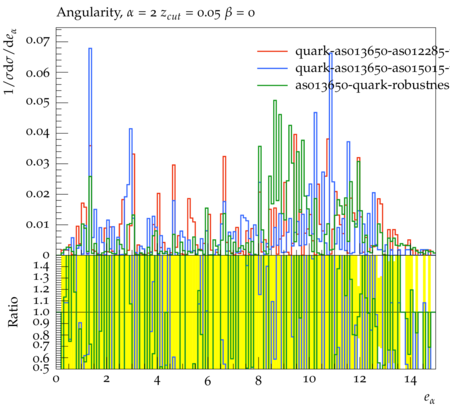 Angularity, α = 2 z_cut = 0.05 β = 0
1/σdσ/de_α
0.07
0.06
0.05
0.04
0.03
0.02
0.01
0
quark-as013650-as012285-
quark-as013650-as015015-
as013650-quark-robustnes
Ratio
1.4
1.3
1.2
1.1
1.0
0.9
0.8
0.7
0.6
0.5
0 2 4 6 8 10 12 14
e_α